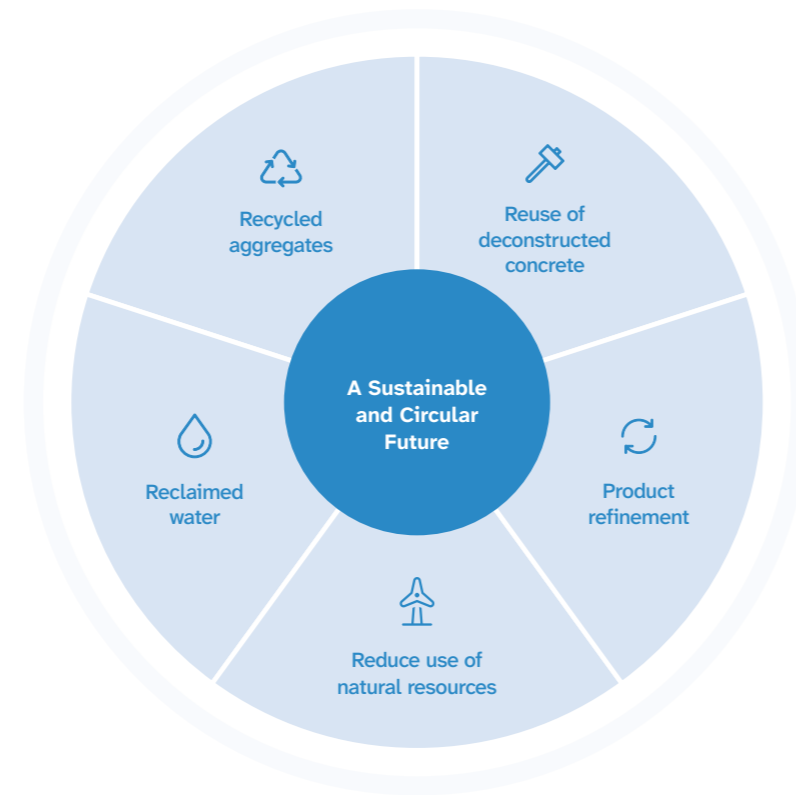 Recycled
aggregates
Reuse of
deconstructed
concrete
A Sustainable
and Circular
Future
Reclaimed
water
Product
refinement
Reduce use of
natural resources